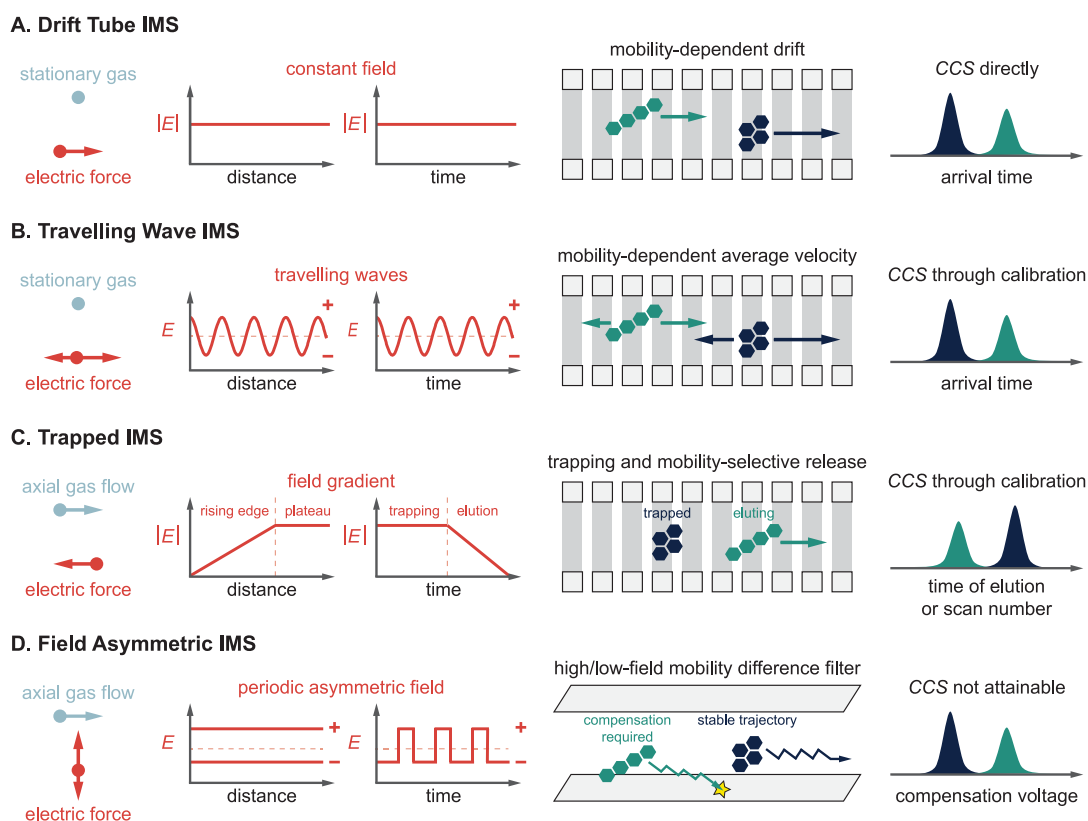 A. Drift Tube IMS
stationary gas
electric force
constant field
|E|
distance
|E|
time
mobility-dependent drift
CCS directly
arrival time
B. Travelling Wave IMS
stationary gas
electric force
travelling waves
E
+
−
distance
E
+
−
time
mobility-dependent average velocity
CCS through calibration
arrival time
C. Trapped IMS
axial gas flow
electric force
field gradient
rising edge
plateau
|E|
distance
trapping
elution
|E|
time
trapping and mobility-selective release
trapped
eluting
CCS through calibration
time of elution
or scan number
D. Field Asymmetric IMS
axial gas flow
electric force
periodic asymmetric field
E
+
−
distance
E
+
−
time
high/low-field mobility difference filter
compensation
required
stable trajectory
CCS not attainable
compensation voltage